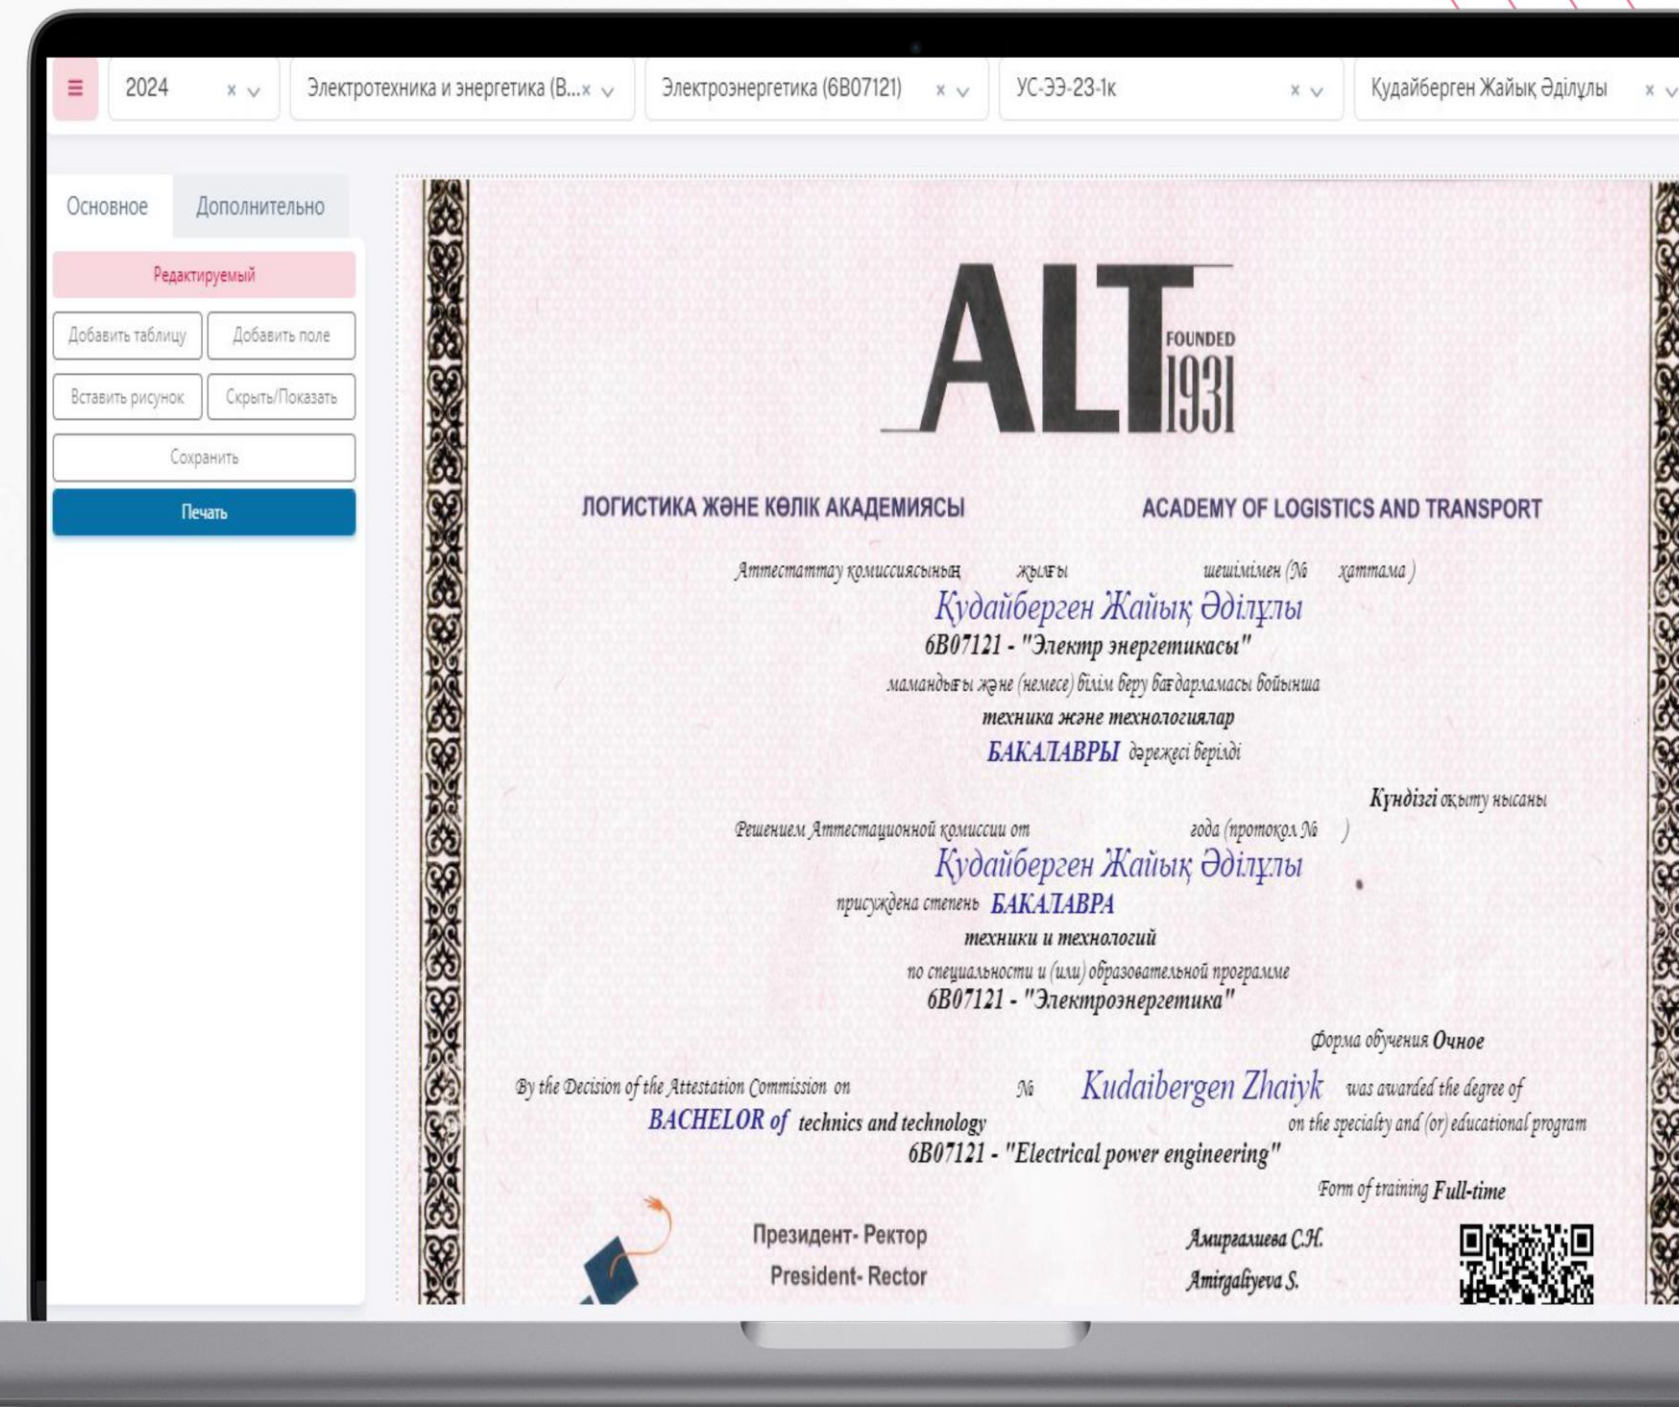 2024 Электротехника и энергетика (В... Электроэнергетика (6В07121) УС-ЭЭ-23-1к Қудайберген Жайық Әділұлы
Основное Дополнительно
Редактируемый
Добавить таблицу Добавить поле
Вставить рисунок Скрыть/Показать
Сохранить
Печать
ALT
FOUNDED
1931
ЛОГИСТИКА ЖӘНЕ КӨЛІК АКАДЕМИЯСЫ ACADEMY OF LOGISTICS AND TRANSPORT
Аттестаттау комиссиясының жылғы шешімімен (№ хаттама )
Қудайберген Жайық Әділұлы
6B07121 - "Электр энергетикасы"
мамандығы және (немесе) білім беру бағдарламасы бойынша
техника және технологиялар
БАКАЛАВРЫ дәрежесі берілді
Күндізгі оқыту нысаны
Решением Аттестационной комиссии от года (протокол № )
Қудайберген Жайық Әділұлы
присуждена степень БАКАЛАВРА
техники и технологий
по специальности и (или) образовательной программе
6B07121 - "Электроэнергетика"
Форма обучения Очное
By the Decision of the Attestation Commission on № Kudaibergen Zhaiyk was awarded the degree of
BACHELOR of technics and technology on the specialty and (or) educational program
6B07121 - "Electrical power engineering"
Form of training Full-time
Президент- Ректор Амиргалиева С.Н.
President- Rector Amirgaliyeva S.